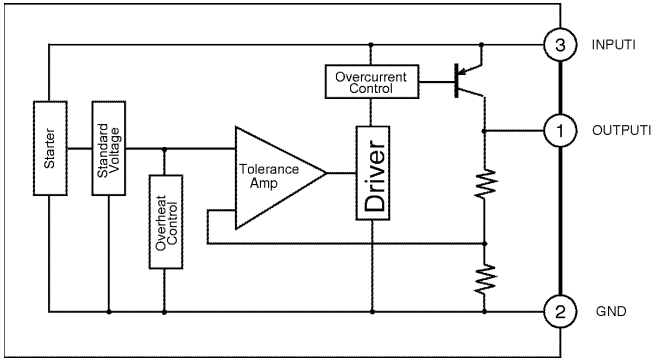 3
INPUTI
Overcurrent
Control
1
OUTPUTI
Starter
Standard
Voltage
Overheat
Control
Tolerance
Amp
Driver
2
GND